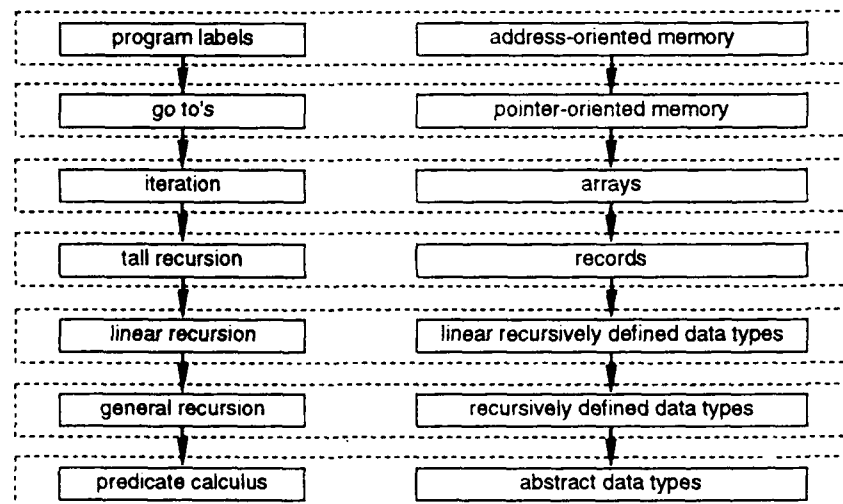 program labels address-oriented memory
go to's pointer-oriented memory
iteration arrays
tall recursion records
linear recursion linear recursively defined data types
general recursion recursively defined data types
predicate calculus abstract data types